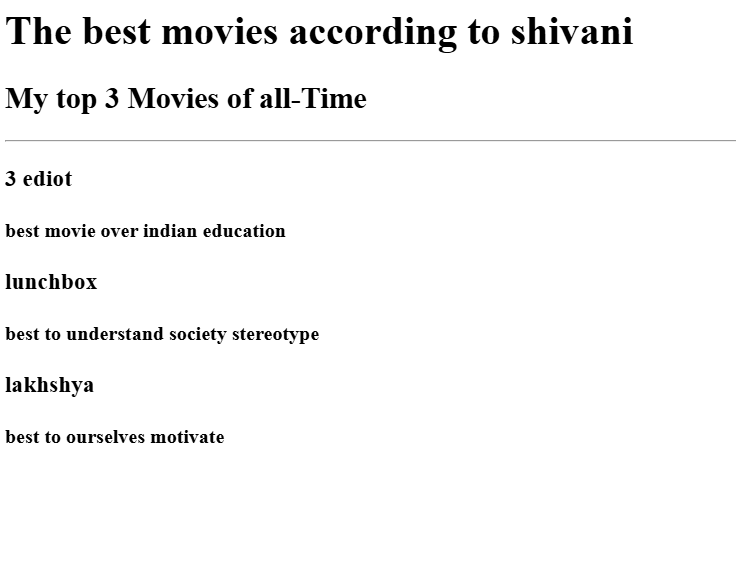 The best movies according to shivani
My top 3 Movies of all-Time
3 ediot
best movie over indian education
lunchbox
best to understand society stereotype
lakhshya
best to ourselves motivate